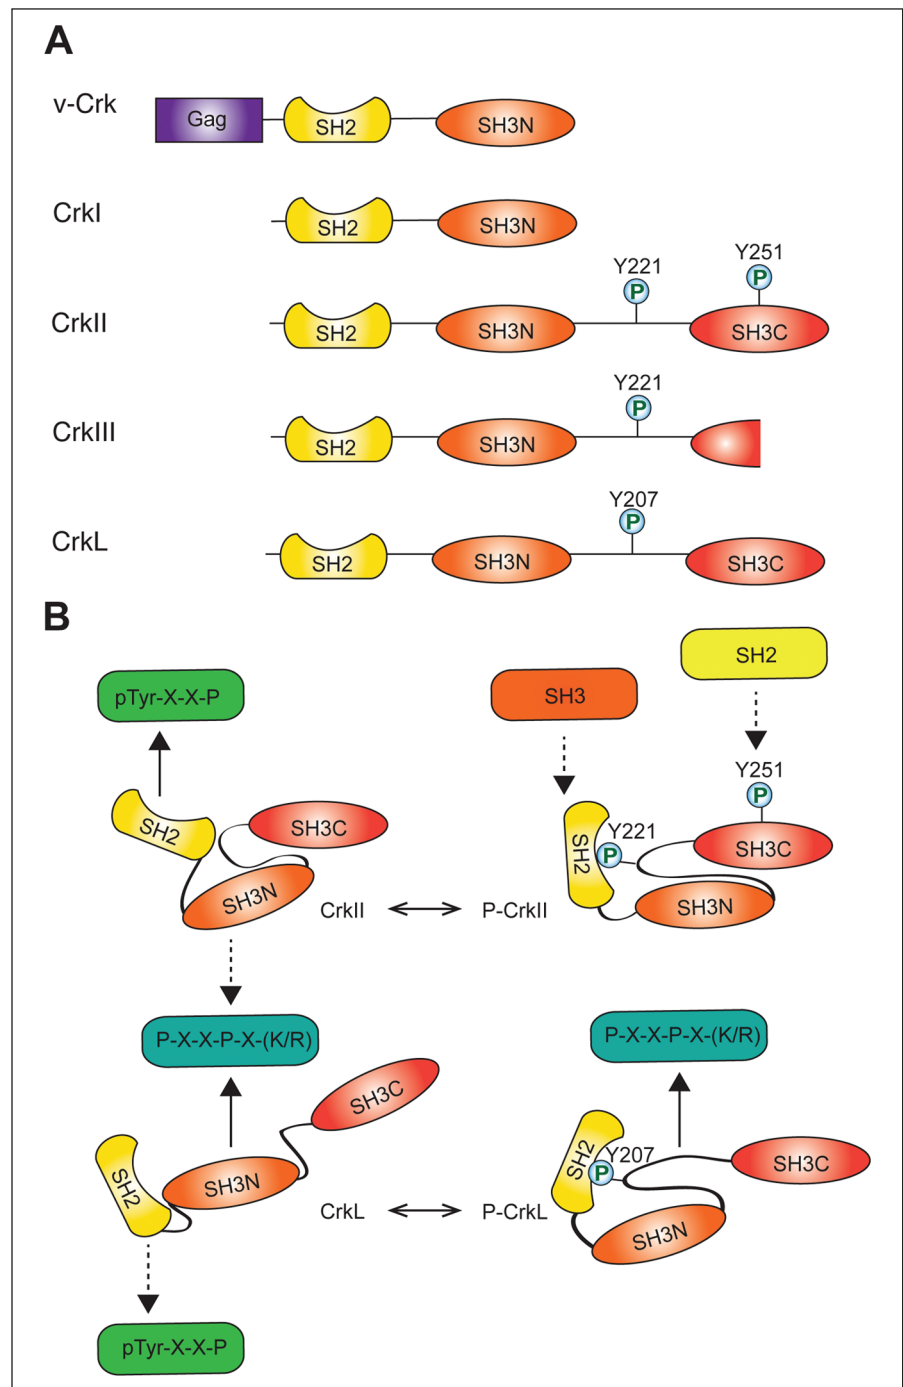 A
v-Crk
Gag
SH2
SH3N
CrkI
SH2
SH3N
Y221
P
Y251
P
CrkII
SH2
SH3N
SH3C
Y221
P
CrkIII
SH2
SH3N
Y207
P
CrkL
SH2
SH3N
SH3C
B
SH2
pTyr-X-X-P
SH3
Y251
P
SH2
SH3C
Y221
P
SH2
SH3C
SH3N
SH3N
CrkII
P-CrkII
P-X-X-P-X-(K/R)
P-X-X-P-X-(K/R)
SH3C
SH2
Y207
P
SH3C
SH2
SH3N
CrkL
P-CrkL
SH3N
pTyr-X-X-P